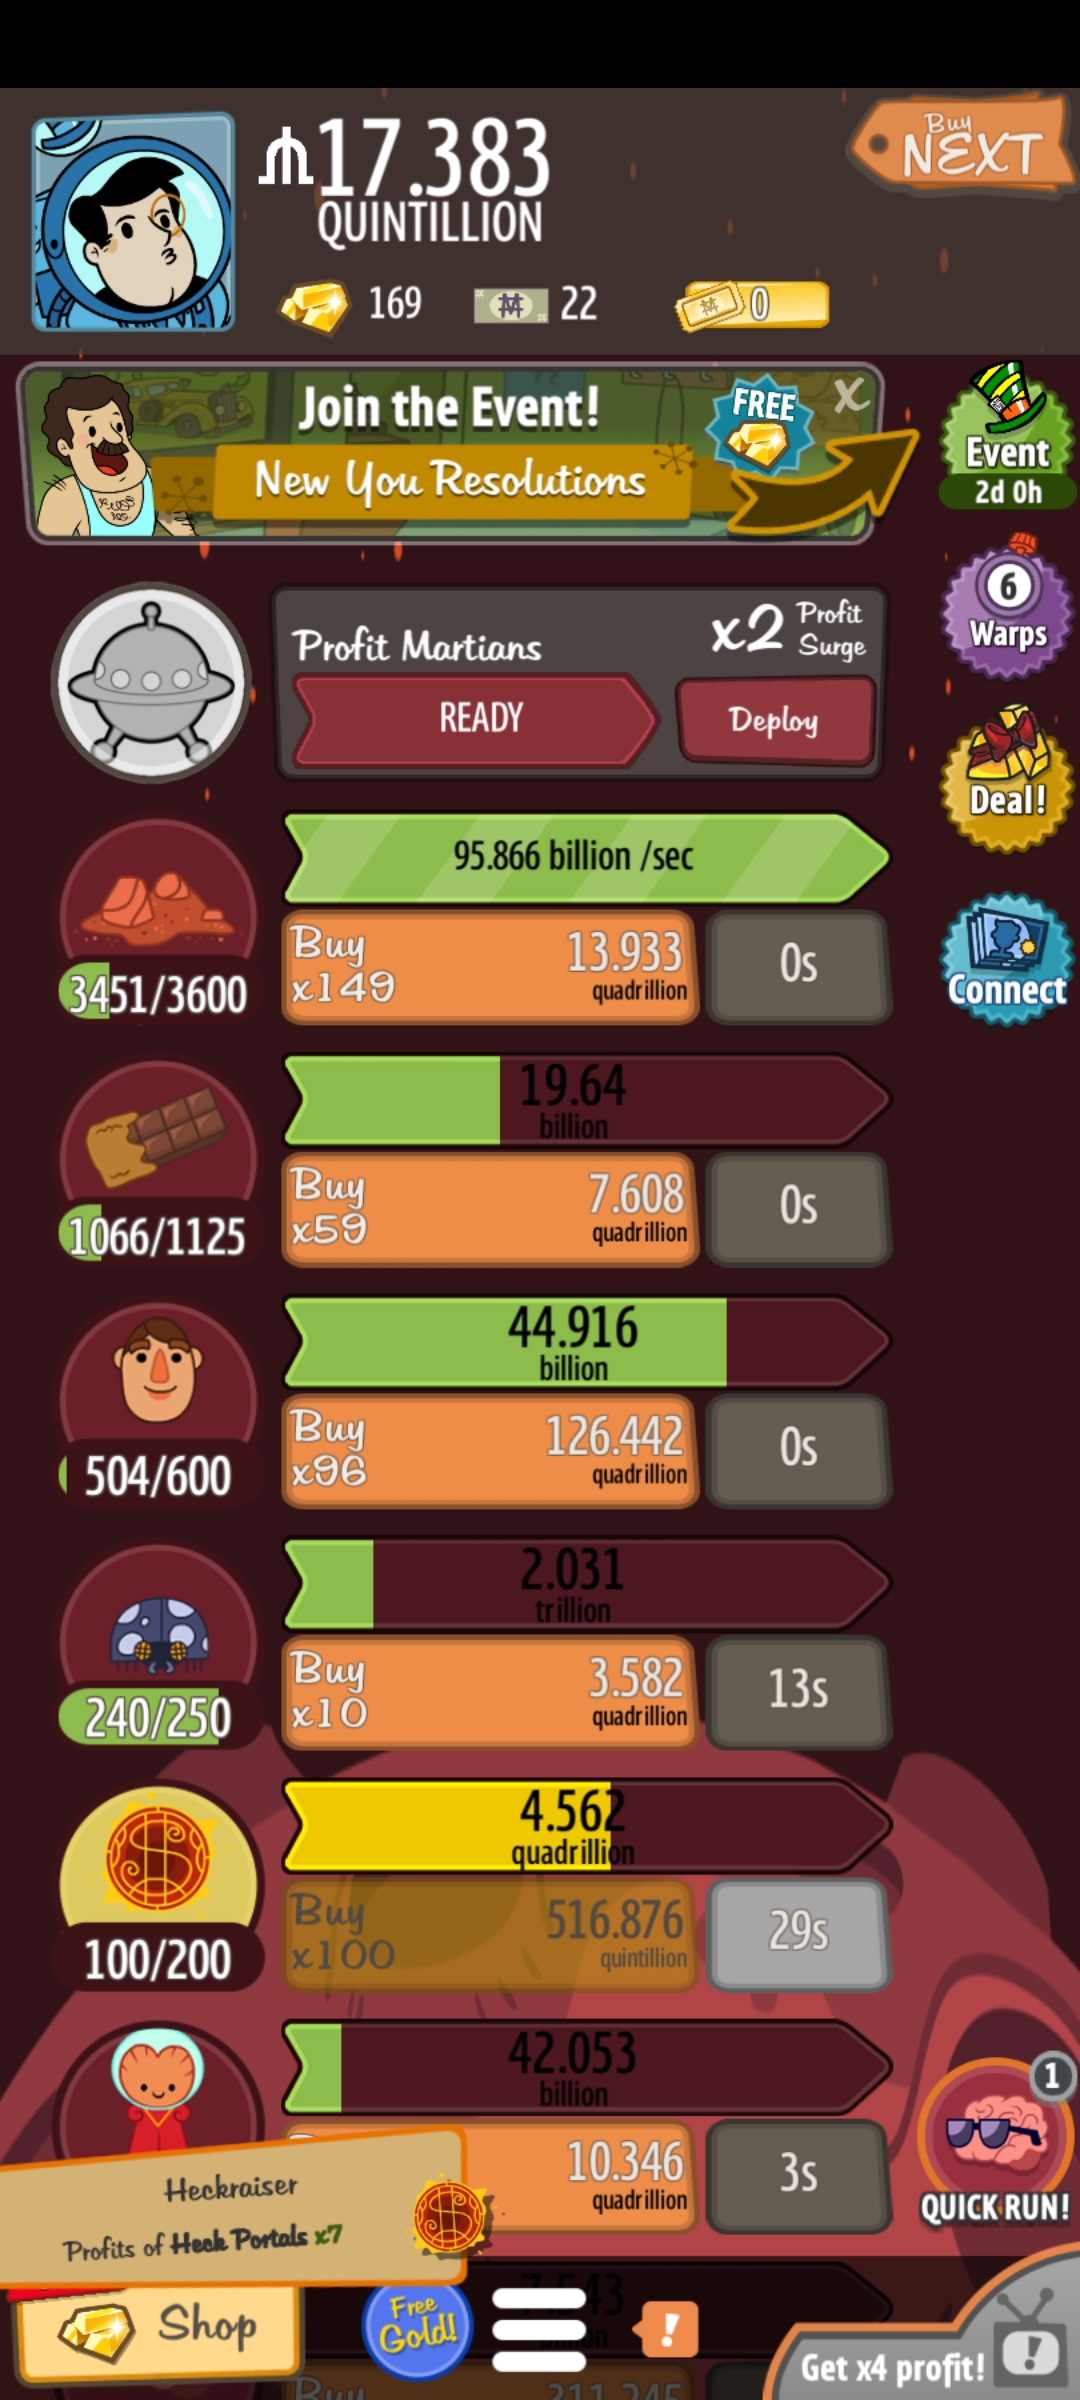 17.383
QUINTILLION
Buy
NEXT
169
22
0
Join the Event!
FREE
X
New You Resolutions
Event
2d 0h
6
Warps
Profit Martians
x2 Profit
Surge
READY
Deploy
Deal!
95.866 billion /sec
Buy
x149
13.933
quadrillion
0s
3451/3600
Connect
19.64
billion
Buy
x59
7.608
quadrillion
0s
1066/1125
44.916
billion
Buy
x96
126.442
quadrillion
0s
504/600
2.031
trillion
Buy
x10
3.582
quadrillion
13s
240/250
4.562
quadrillion
Buy
x100
516.876
quintillion
29s
100/200
42.053
billion
10.346
quadrillion
3s
1
QUICK RUN!
Heckraiser
Profits of Heck Portals x7
Shop
Free
Gold!
!
Get x4 profit!
!
Buy
311.245